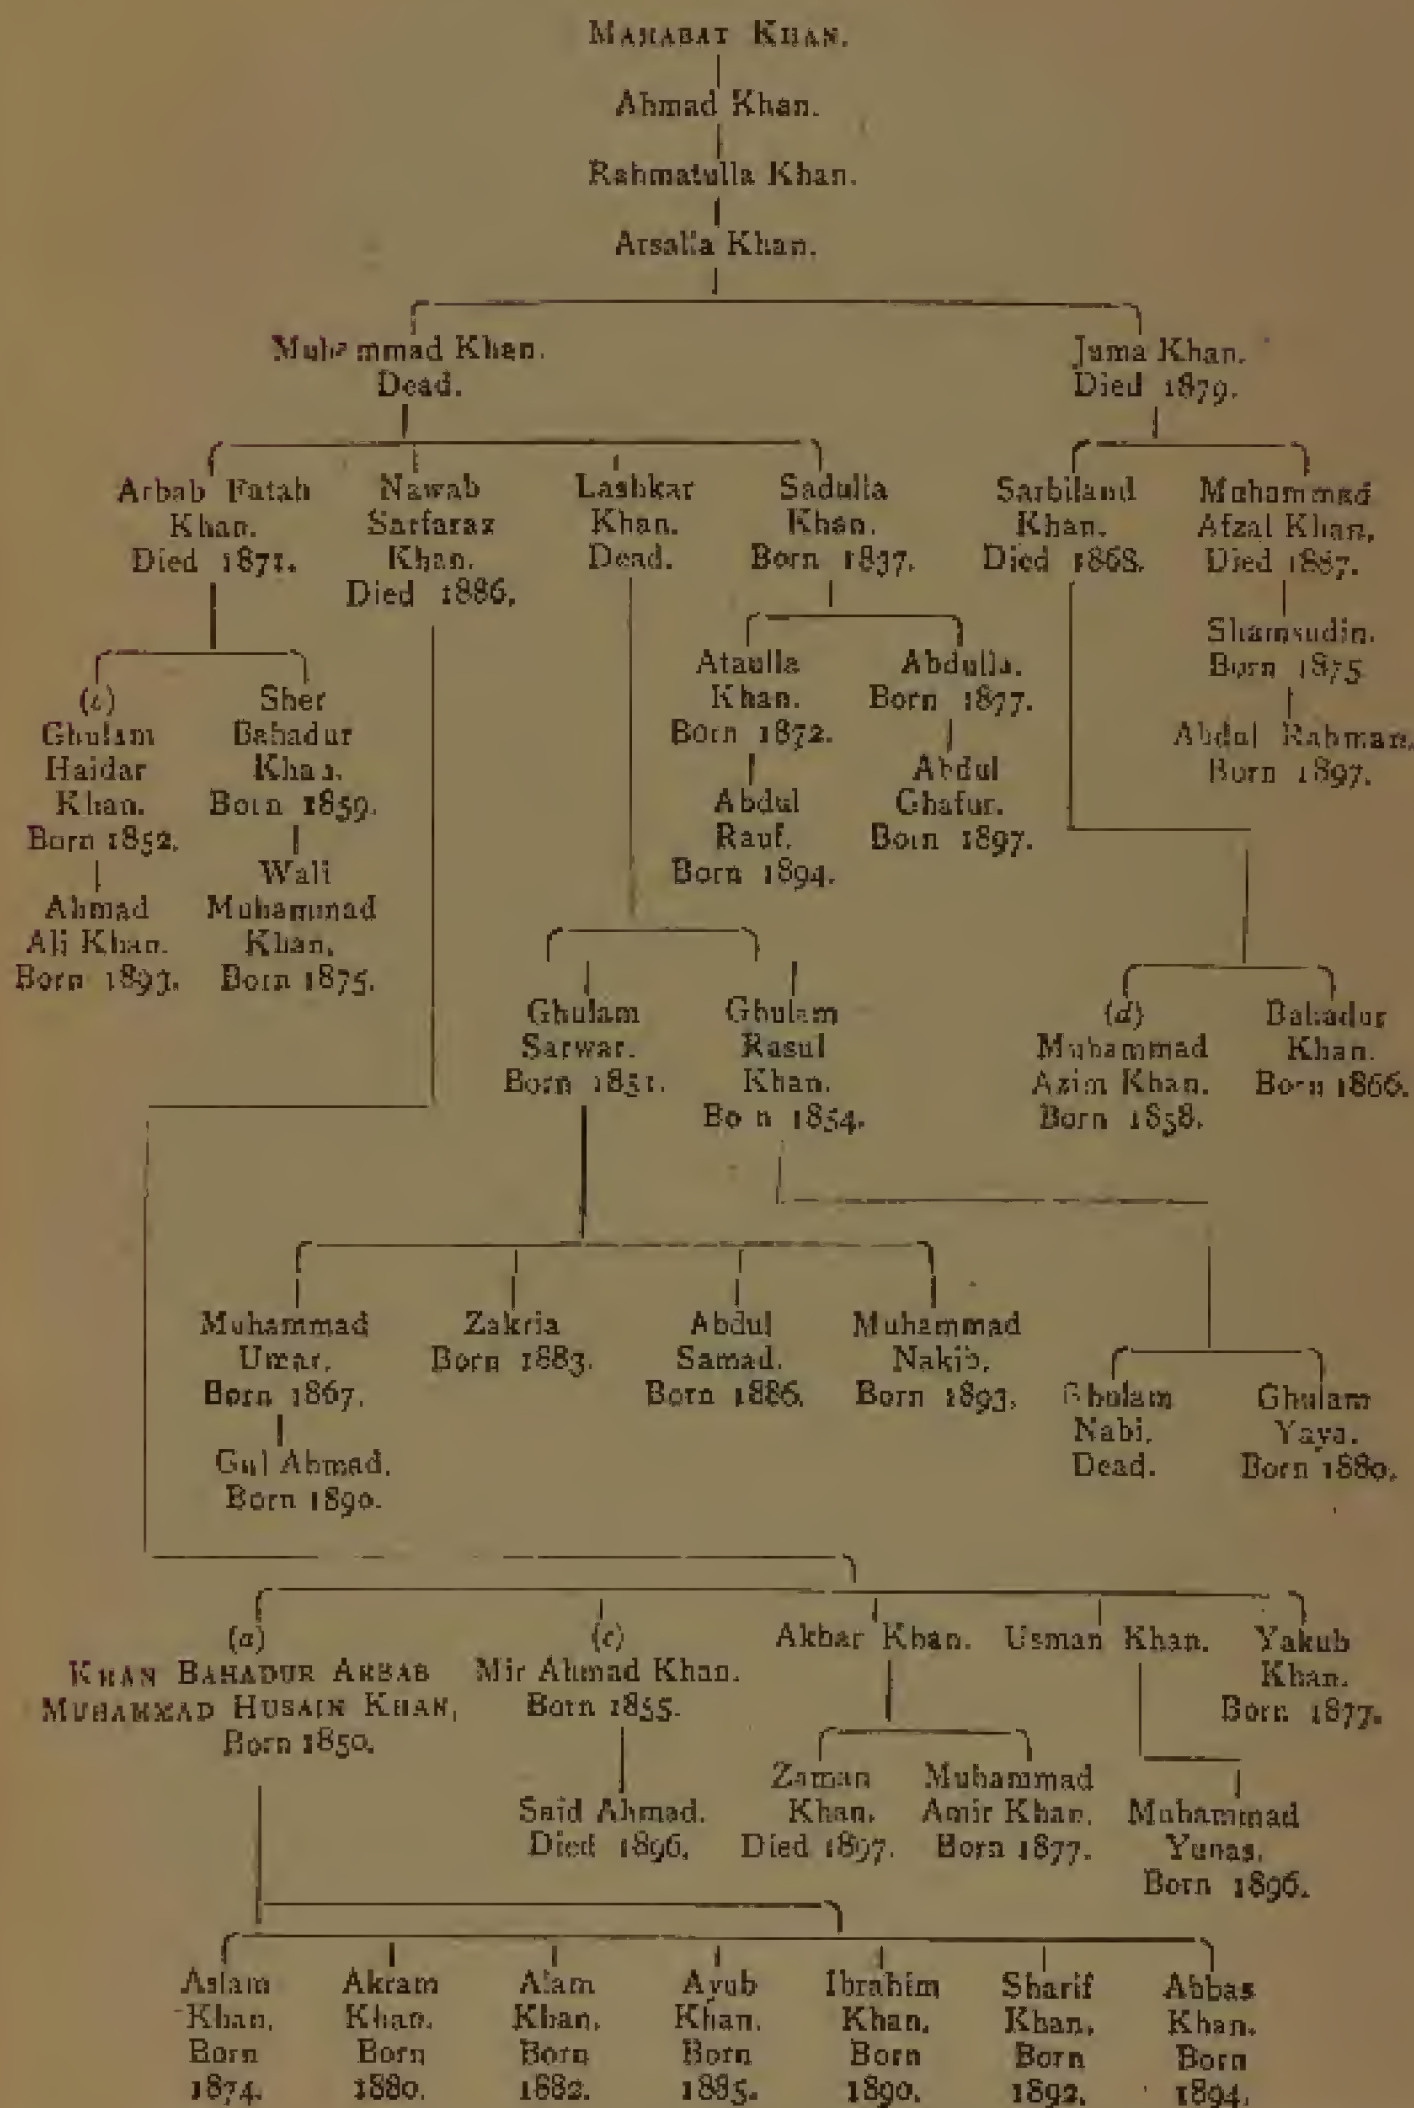 MAHABAT KHAN.
Ahmad Khan.
Rahmatulla Khan.
Arsalla Khan.
Muhammad Khan.
Dead.
Juma Khan.
Died 1879.
Arbab Fatah
Khan.
Died 1871.
Nawab
Sarfaraz
Khan.
Died 1886.
Lashkar
Khan.
Dead.
Sadulla
Khan.
Born 1837.
Sarbiland
Khan.
Died 1868.
Muhammad
Afzal Khan.
Died 1887.
(c)
Ghulam
Haidar
Khan.
Born 1852.
Ahmad
Ali Khan.
Born 1893.
Sher
Bahadur
Khan.
Born 1859.
Wali
Muhammad
Khan.
Born 1875.
Ataulla
Khan.
Born 1872.
Abdul
Rauf.
Born 1894.
Abdulla.
Born 1877.
Abdul
Ghafur.
Born 1897.
Shamsudin.
Born 1875
Abdul Rahman.
Born 1897.
Ghulam
Sarwar.
Born 1851.
Ghulam
Rasul
Khan.
Bo n 1854.
(d)
Muhammad
Azim Khan.
Born 1858.
Bahadur
Khan.
Born 1866.
Muhammad
Umar.
Born 1867.
Gul Ahmad.
Born 1890.
Zakria
Born 1883.
Abdul
Samad.
Born 1886.
Muhammad
Nakib.
Born 1893.
Ghulam
Nabi.
Dead.
Ghulam
Yaya.
Born 1880.
(a)
KHAN BAHADUR ARBAB
MUHAMMAD HUSAIN KHAN,
Born 1850.
(c)
Mir Ahmad Khan.
Born 1855.
Said Ahmad.
Died 1896.
Akbar Khan.
Zaman
Khan.
Died 1897.
Muhammad
Amir Khan.
Born 1877.
Usman Khan.
Muhammad
Yunas.
Born 1896.
Yakub
Khan.
Born 1877.
Aslam
Khan.
Born
1874.
Akram
Khan.
Born
1880.
Alam
Khan.
Born
1882.
Ayub
Khan.
Born
1885.
Ibrahim
Khan.
Born
1890.
Sharif
Khan.
Born
1892.
Abbas
Khan.
Born
1894.